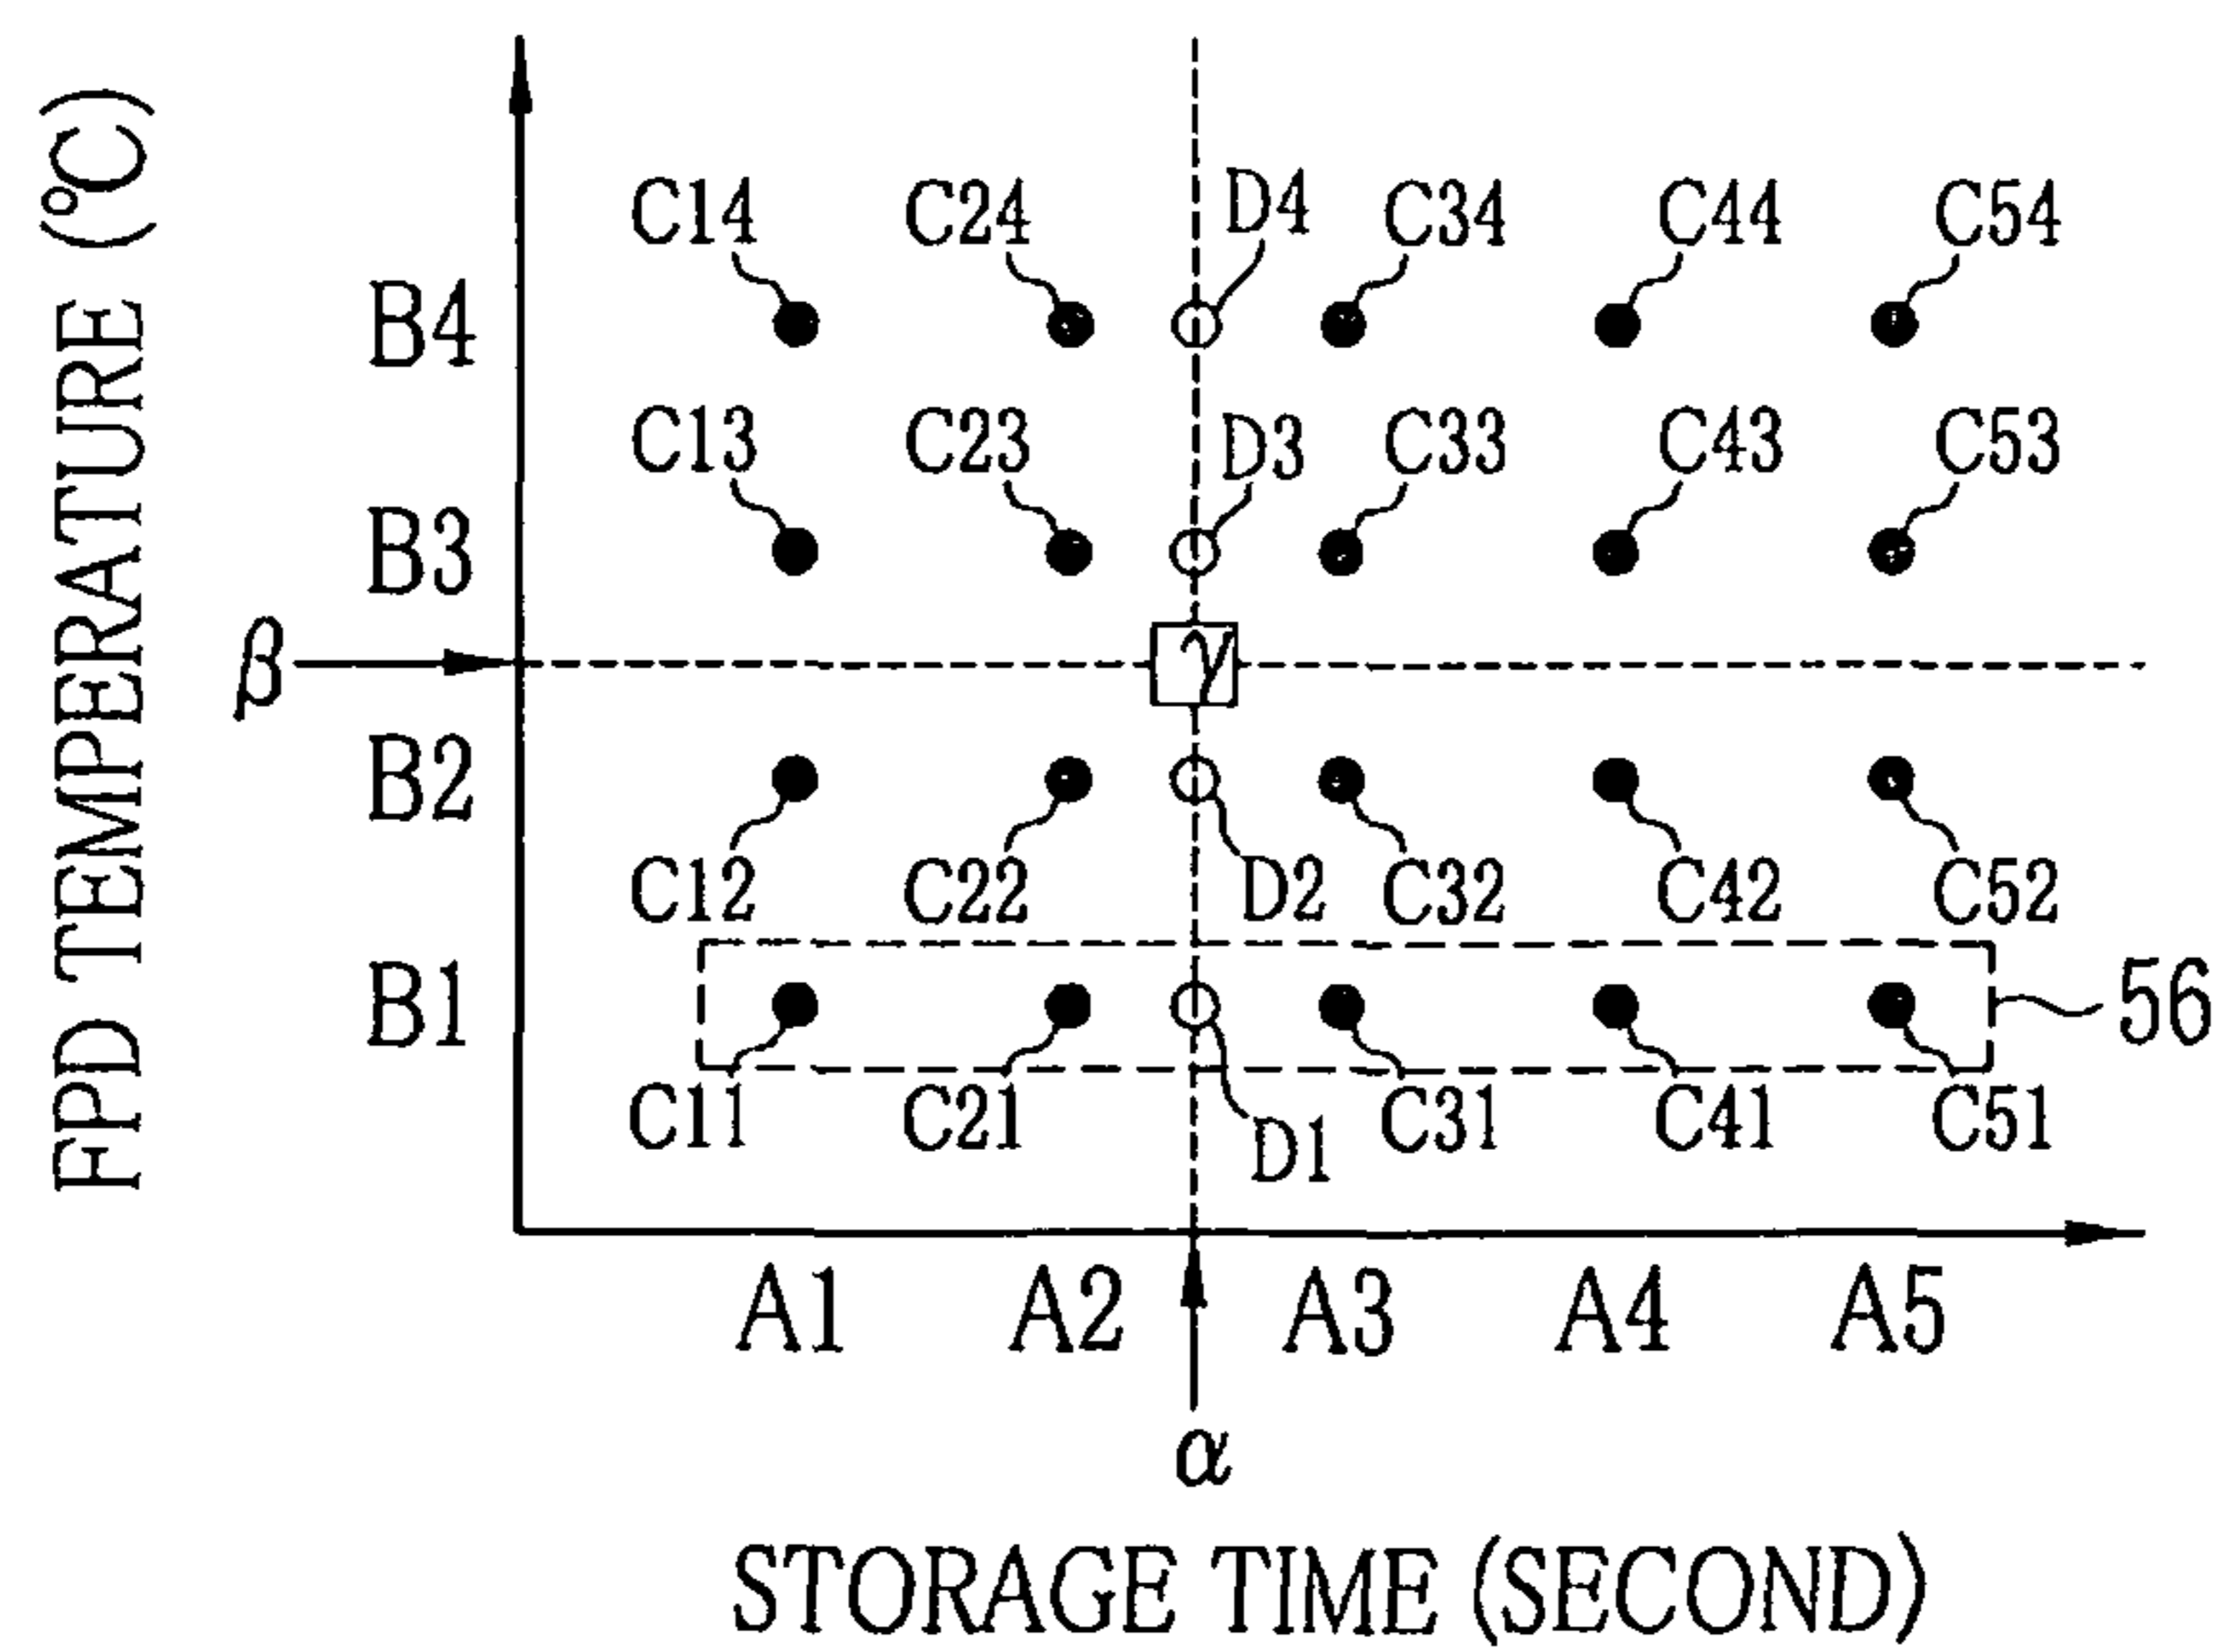 FPD TEMPERATURE (°C)
C14 C24 D4 C34 C44 C54
B4
C13 C23 D3 C33 C43 C53
B3
β γ
B2
C12 C22 D2 C32 C42 C52
B1 56
C11 C21 D1 C31 C41 C51
A1 A2 A3 A4 A5
α
STORAGE TIME (SECOND)